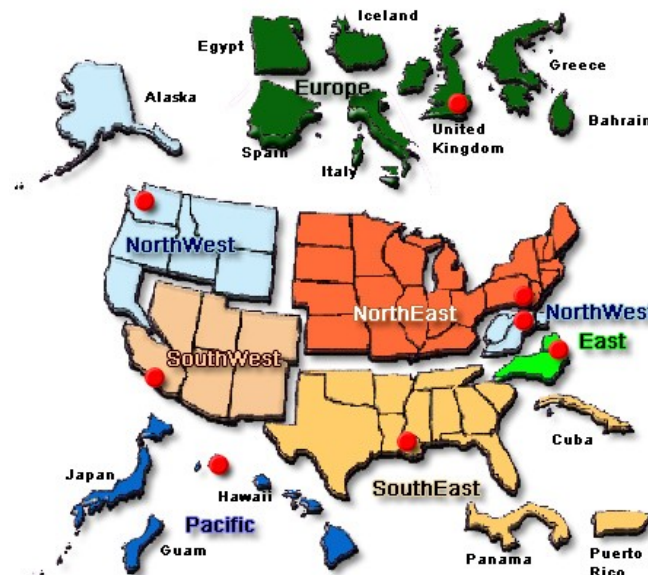 Iceland
Egypt
Greece
Alaska
Europe
Bahrain
United
Kingdom
Spain
Italy
NorthWest
NorthEast
NorthWest
East
SouthWest
Cuba
Japan
Hawaii
SouthEast
Pacific
Guam
Panama
Puerto
Rico